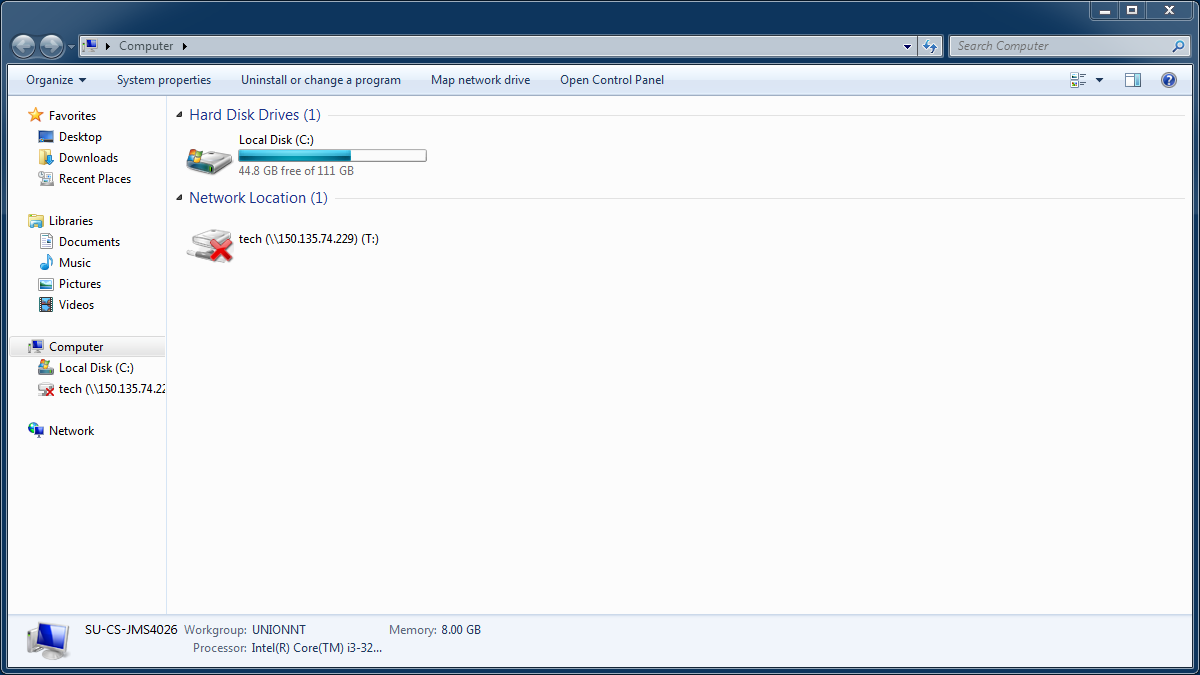 Computer
Search Computer
Organize
System properties
Uninstall or change a program
Map network drive
Open Control Panel
Favorites
Desktop
Downloads
Recent Places
Libraries
Documents
Music
Pictures
Videos
Computer
Local Disk (C:)
tech (\\150.135.74.22
Network
Hard Disk Drives (1)
Local Disk (C:)
44.8 GB free of 111 GB
Network Location (1)
tech (\\150.135.74.229) (T:)
SU-CS-JMS4026 Workgroup: UNIONNT Memory: 8.00 GB
Processor: Intel(R) Core(TM) i3-32...